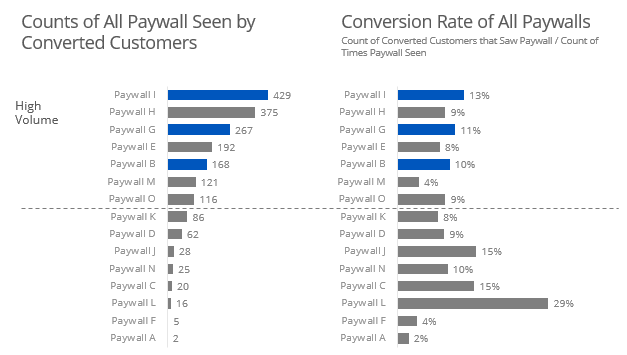 Counts of All Paywall Seen by
Converted Customers
Conversion Rate of All Paywalls
Count of Converted Customers that Saw Paywall / Count of
Times Paywall Seen
High
Volume
Paywall I 429
Paywall H 375
Paywall G 267
Paywall E 192
Paywall B 168
Paywall M 121
Paywall O 116
Paywall K 86
Paywall D 62
Paywall J 28
Paywall N 25
Paywall C 20
Paywall L 16
Paywall F 5
Paywall A 2
Paywall I 13%
Paywall H 9%
Paywall G 11%
Paywall E 8%
Paywall B 10%
Paywall M 4%
Paywall O 9%
Paywall K 8%
Paywall D 9%
Paywall J 15%
Paywall N 10%
Paywall C 15%
Paywall L 29%
Paywall F 4%
Paywall A 2%